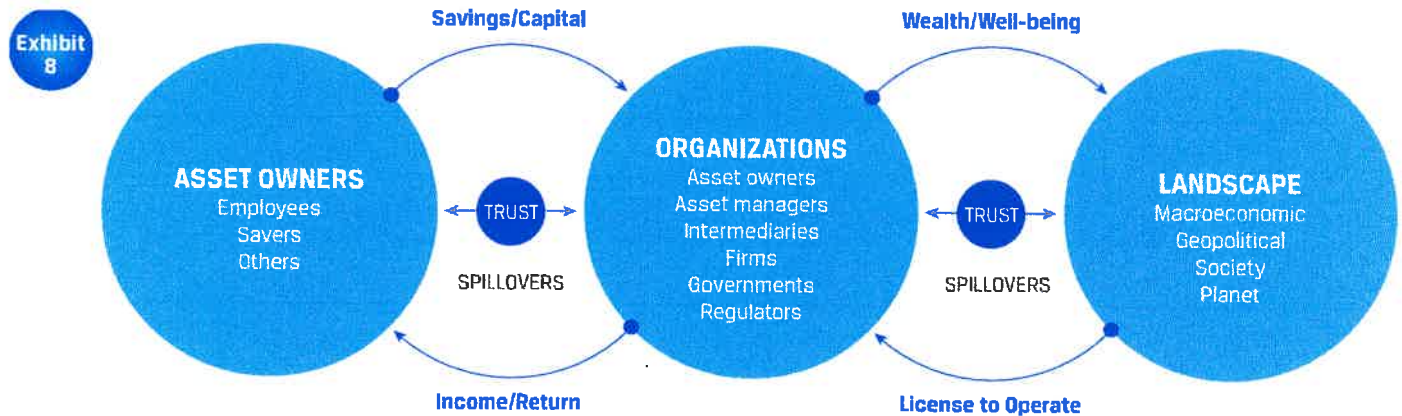 Exhibit
8
Savings/Capital
Wealth/Well-being
ASSET OWNERS
Employees
Savers
Others
TRUST
SPILLOVERS
ORGANIZATIONS
Asset owners
Asset managers
Intermediaries
Firms
Governments
Regulators
TRUST
SPILLOVERS
LANDSCAPE
Macroeconomic
Geopolitical
Society
Planet
Income/Return
License to Operate